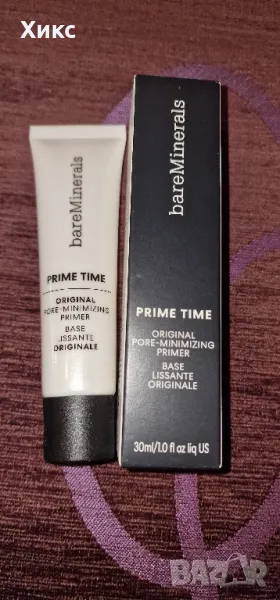 Хикс
bareMinerals
PRIME TIME
ORIGINAL
PORE-MINIMIZING
PRIMER
BASE
LISSANTE
ORIGINALE
bareMinerals
PRIME TIME
ORIGINAL
PORE-MINIMIZING
PRIMER
BASE
LISSANTE
ORIGINALE
30ml/1.0 fl oz liq US
BAZAR